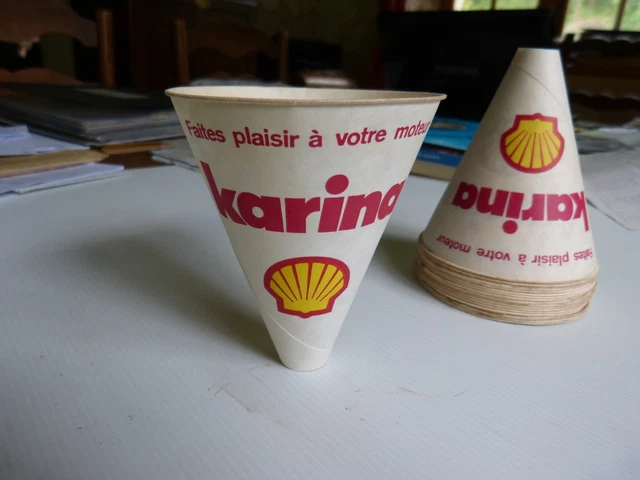 Faites plaisir à votre moteur
karina
Faites plaisir à votre moteur
karina